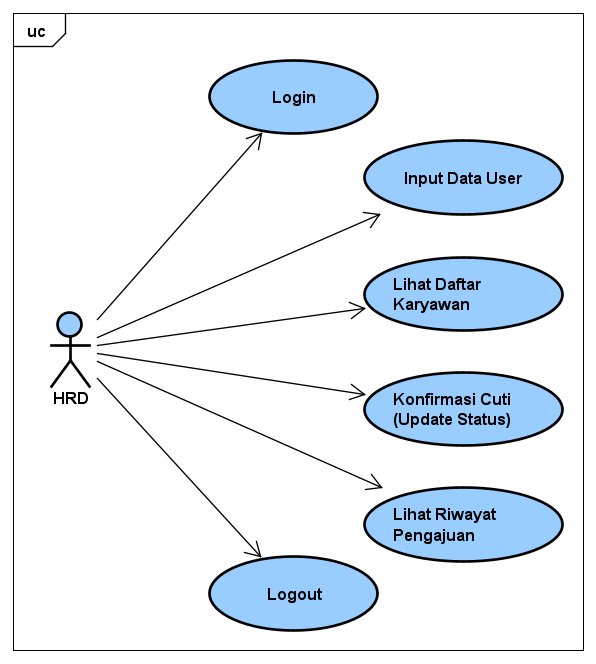 uc
Login
Input Data User
Lihat Daftar
Karyawan
HRD
Konfirmasi Cuti
(Update Status)
Lihat Riwayat
Pengajuan
Logout